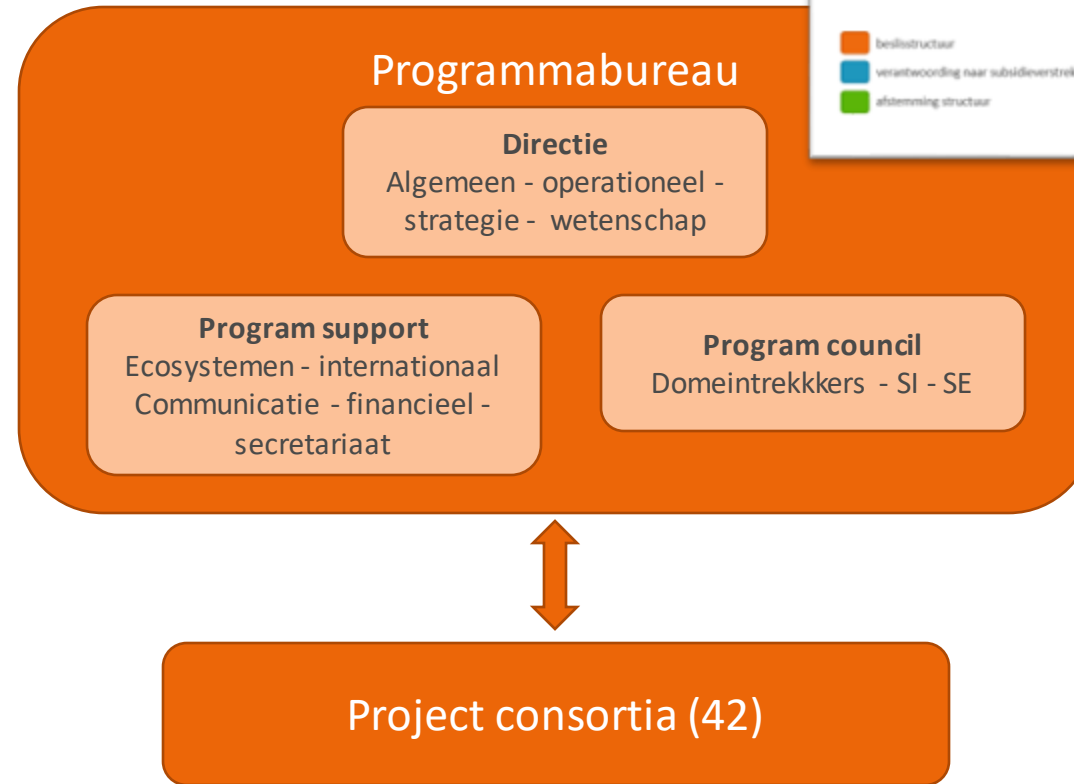 beslisstructuur
verantwoording naar subsidieverstrek
afstemming structuur
Programmabureau
Directie
Algemeen - operationeel -
strategie - wetenschap
Program support
Ecosystemen - internationaal
Communicatie - financieel -
secretariaat
Program council
Domeintrekkkers - SI - SE
Project consortia (42)